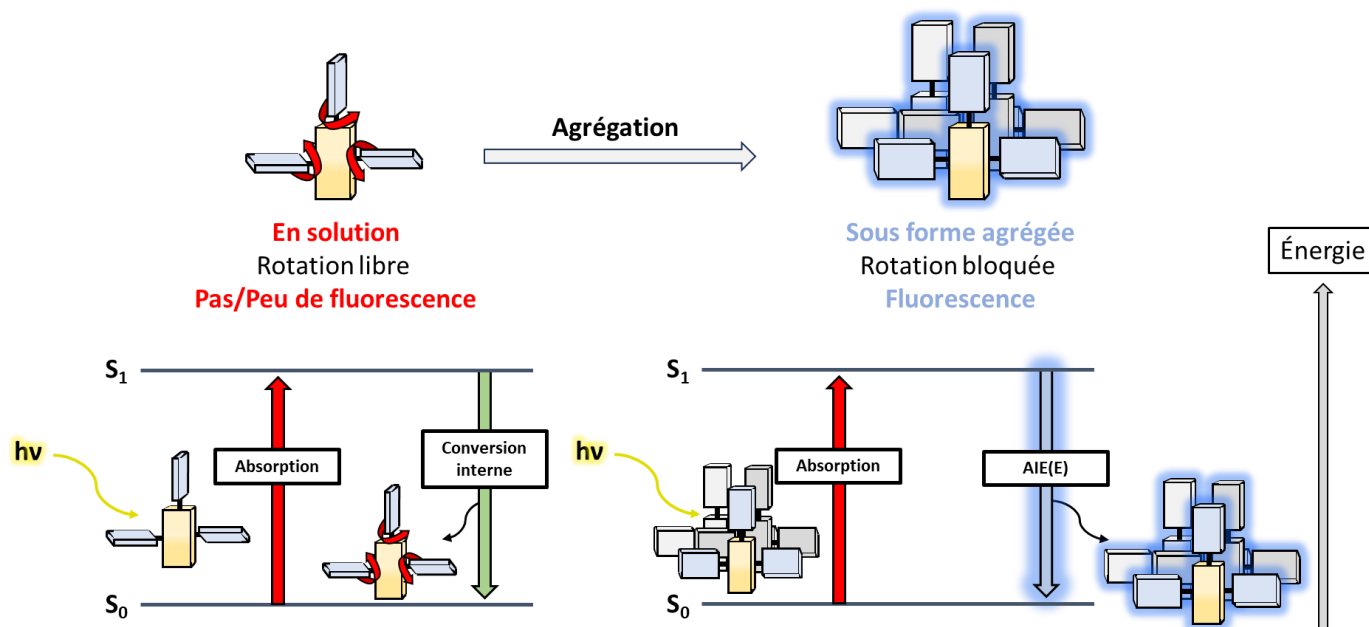 Agrégation
En solution
Rotation libre
Pas/Peu de fluorescence
Sous forme agrégée
Rotation bloquée
Fluorescence
Énergie
S₁
hν
Absorption
Conversion
interne
S₀
S₁
hν
Absorption
AIE(E)
S₀